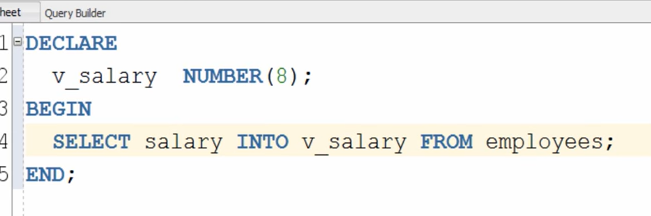 heet Query Builder
1 DECLARE
2 v_salary NUMBER(8);
3 BEGIN
4 SELECT salary INTO v_salary FROM employees;
5 END;